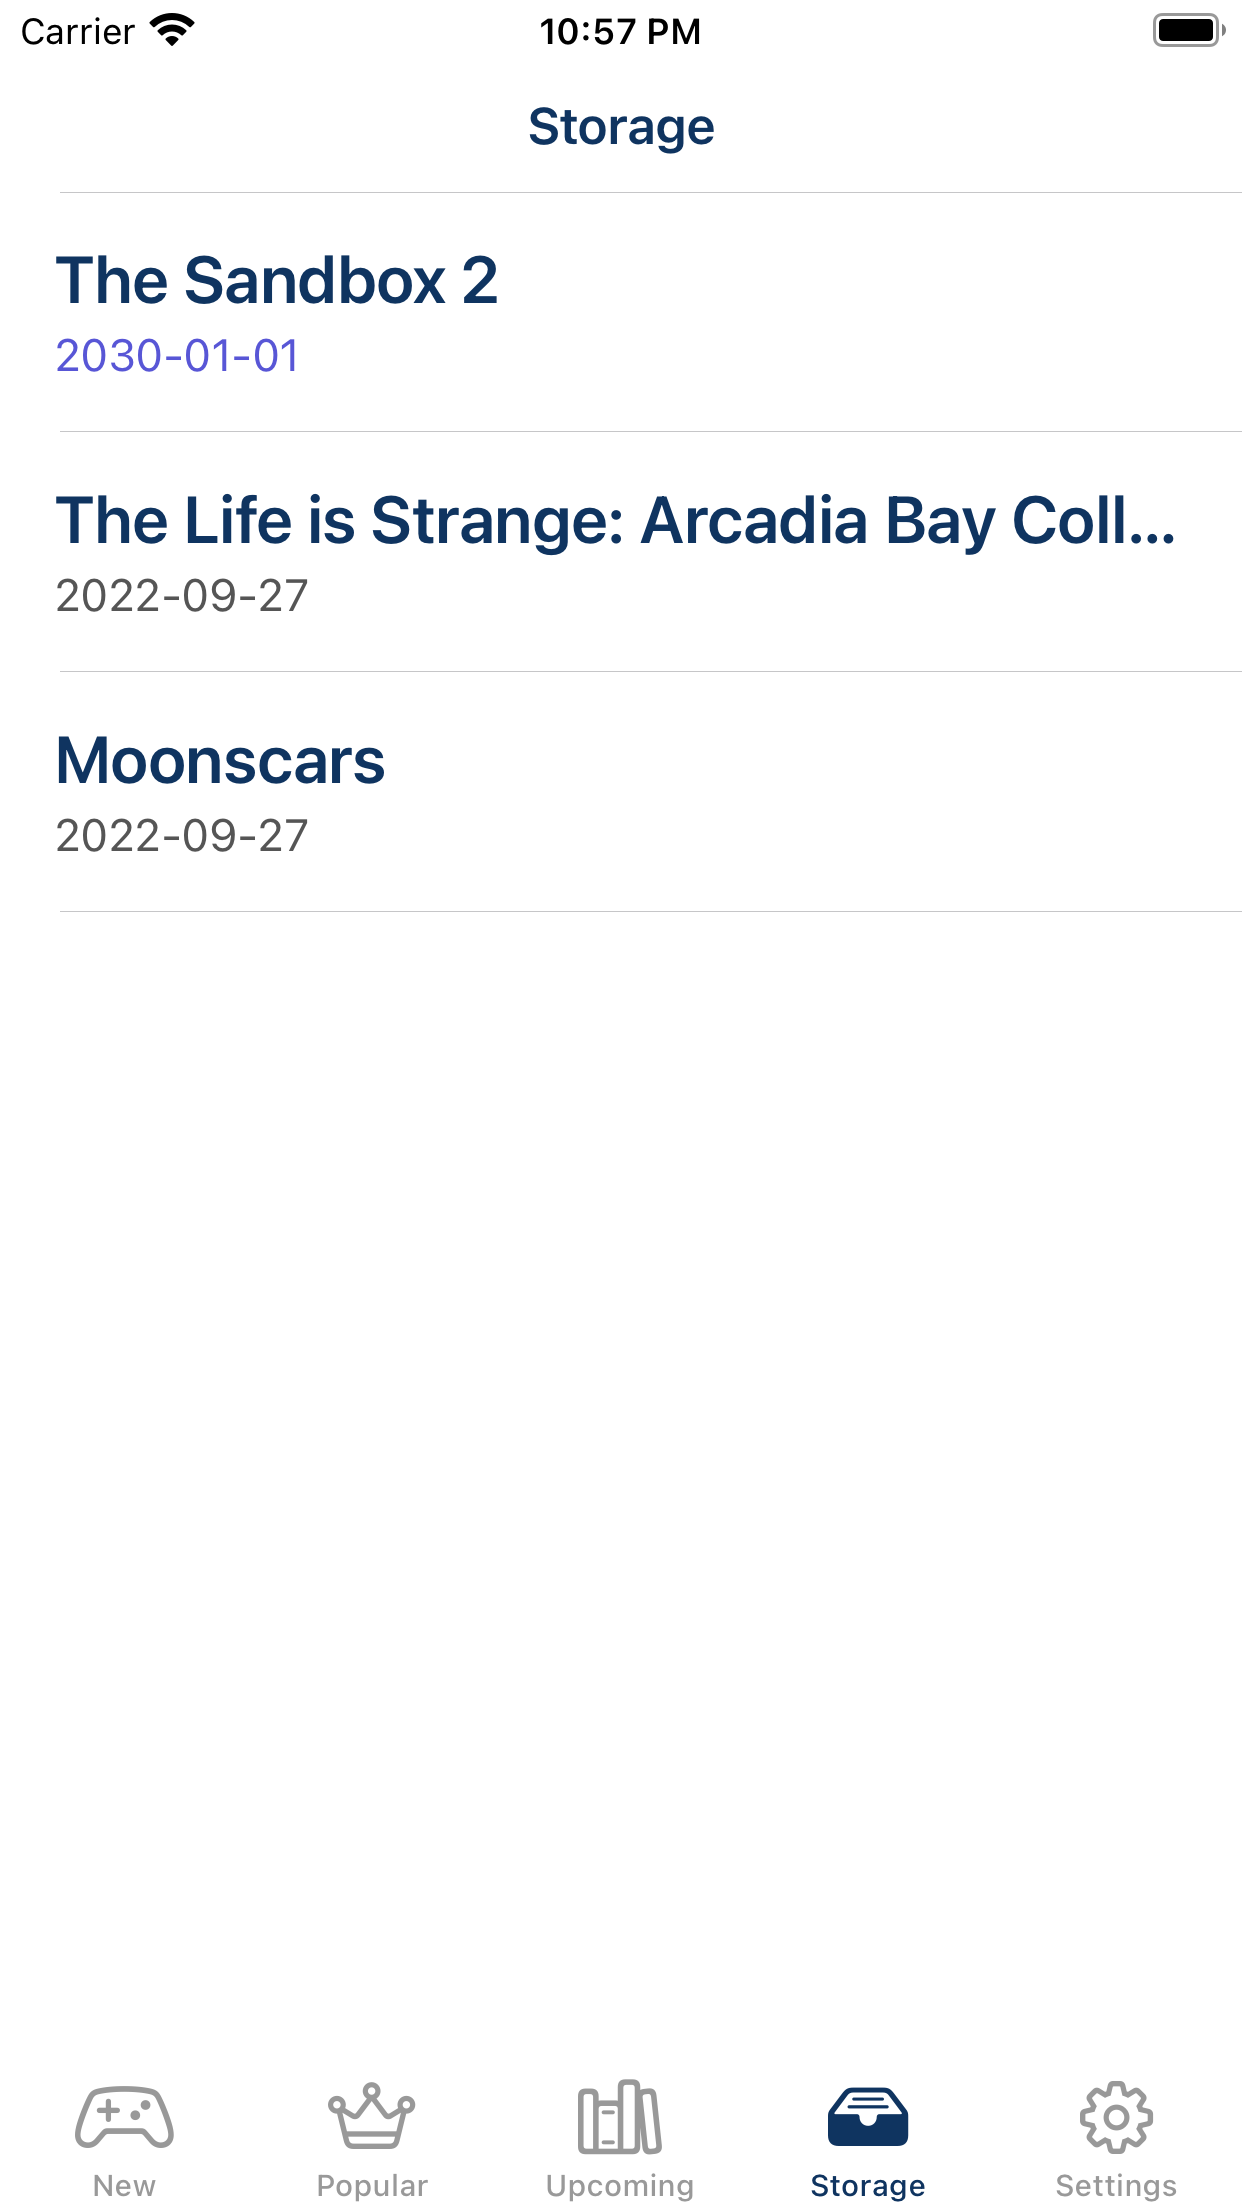 Carrier 10:57 PM
Storage
The Sandbox 2
2030-01-01
The Life is Strange: Arcadia Bay Coll...
2022-09-27
Moonscars
2022-09-27
New Popular Upcoming Storage Settings